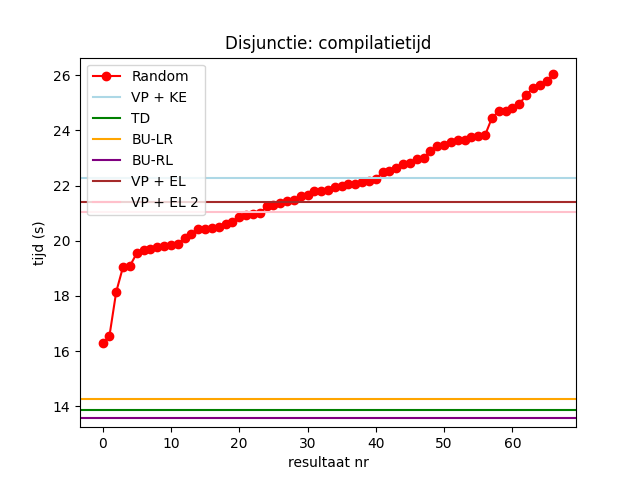 Disjunctie: compilatietijd
26
24
22
20
18
16
14
tijd (s)
Random
VP + KE
TD
BU-LR
BU-RL
VP + EL
VP + EL 2
0 10 20 30 40 50 60
resultaat nr